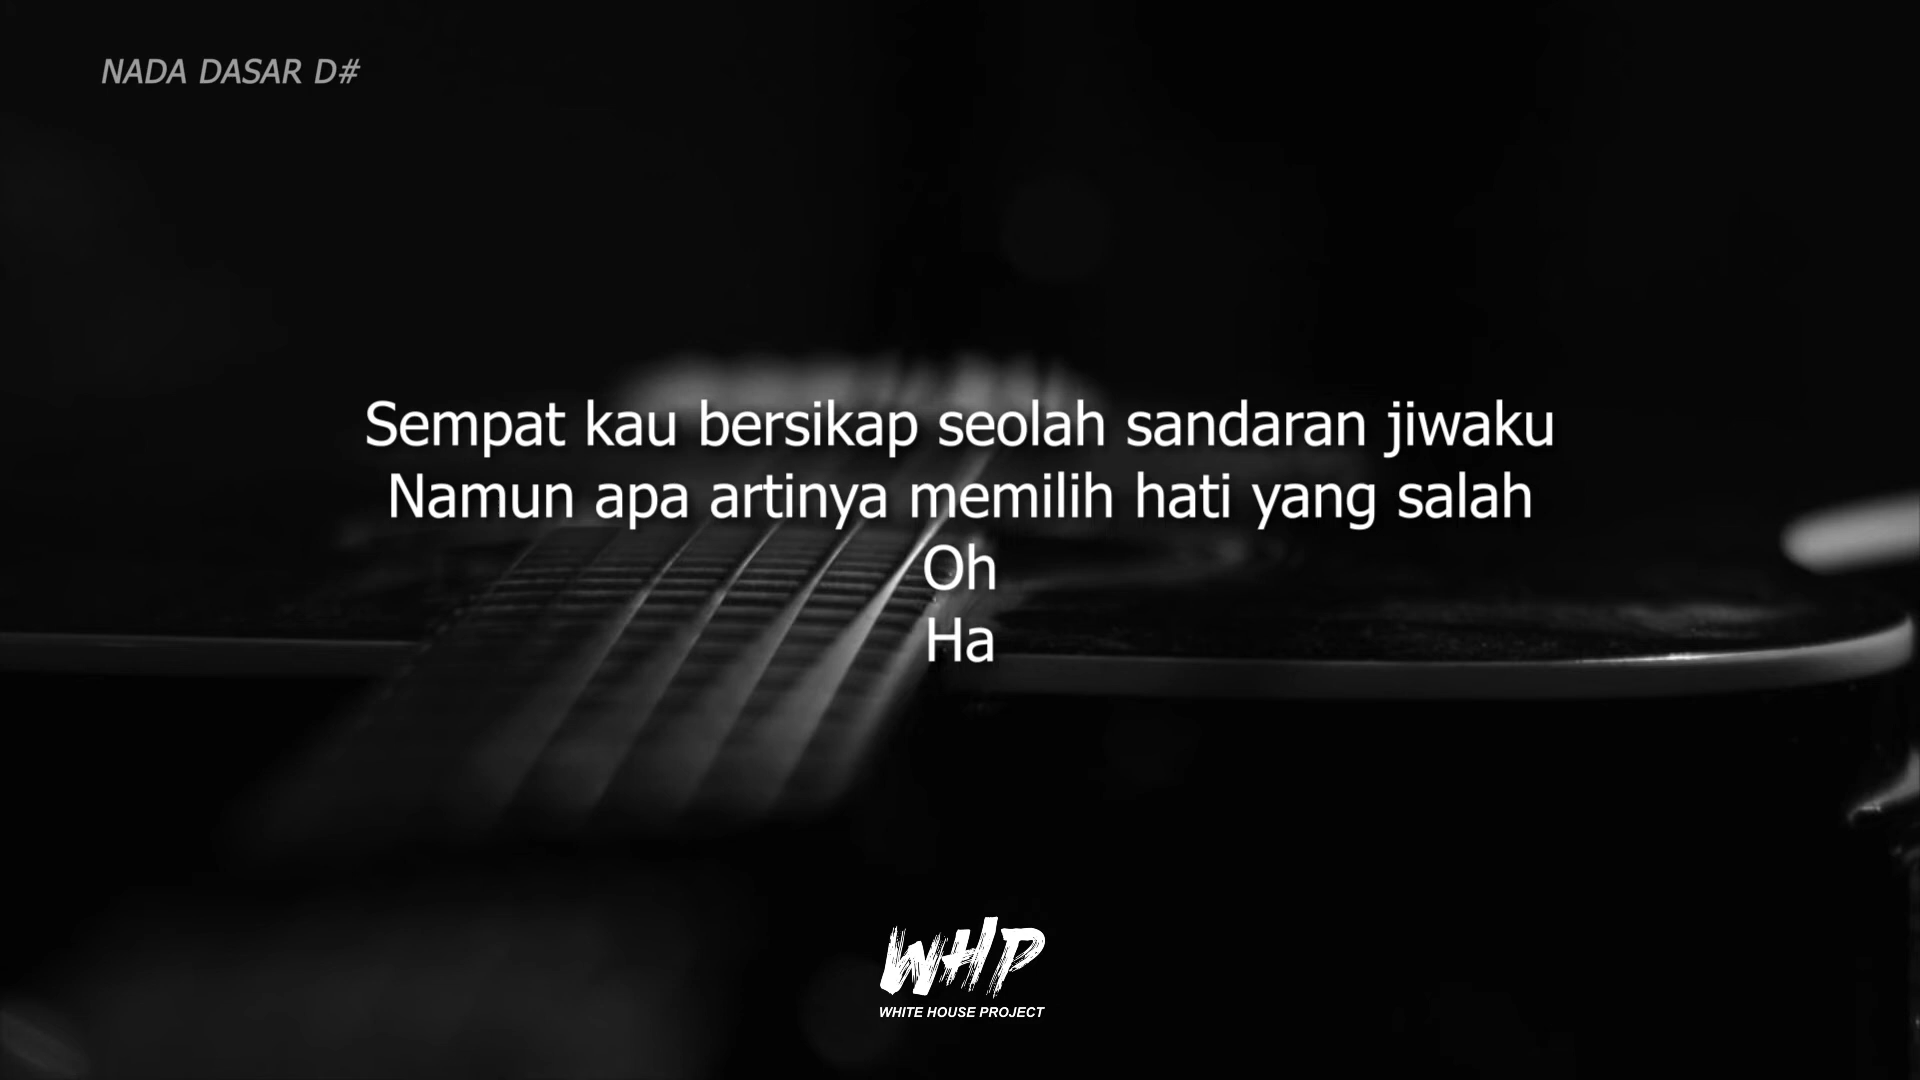 NADA DASAR D#
Sempat kau bersikap seolah sandaran jiwaku
Namun apa artinya memilih hati yang salah
Oh
Ha
WHP
WHITE HOUSE PROJECT